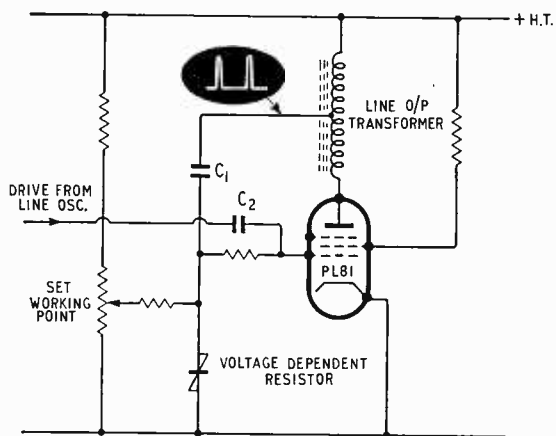 + H.T.
LINE O/P
TRANSFORMER
C1
DRIVE FROM
LINE OSC.
C2
PL81
SET
WORKING
POINT
VOLTAGE DEPENDENT
RESISTOR